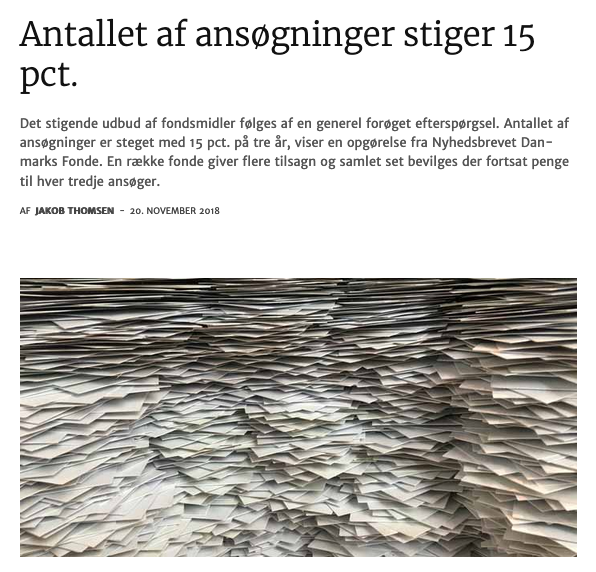 Antallet af ansøgninger stiger 15
pct.
Det stigende udbud af fondsmidler følges af en generel forøget efterspørgsel. Antallet af
ansøgninger er steget med 15 pct. på tre år, viser en opgørelse fra Nyhedsbrevet Dan-
marks Fonde. En række fonde giver flere tilsagn og samlet set bevilges der fortsat penge
til hver tredje ansøger.
AF JAKOB THOMSEN – 20. NOVEMBER 2018